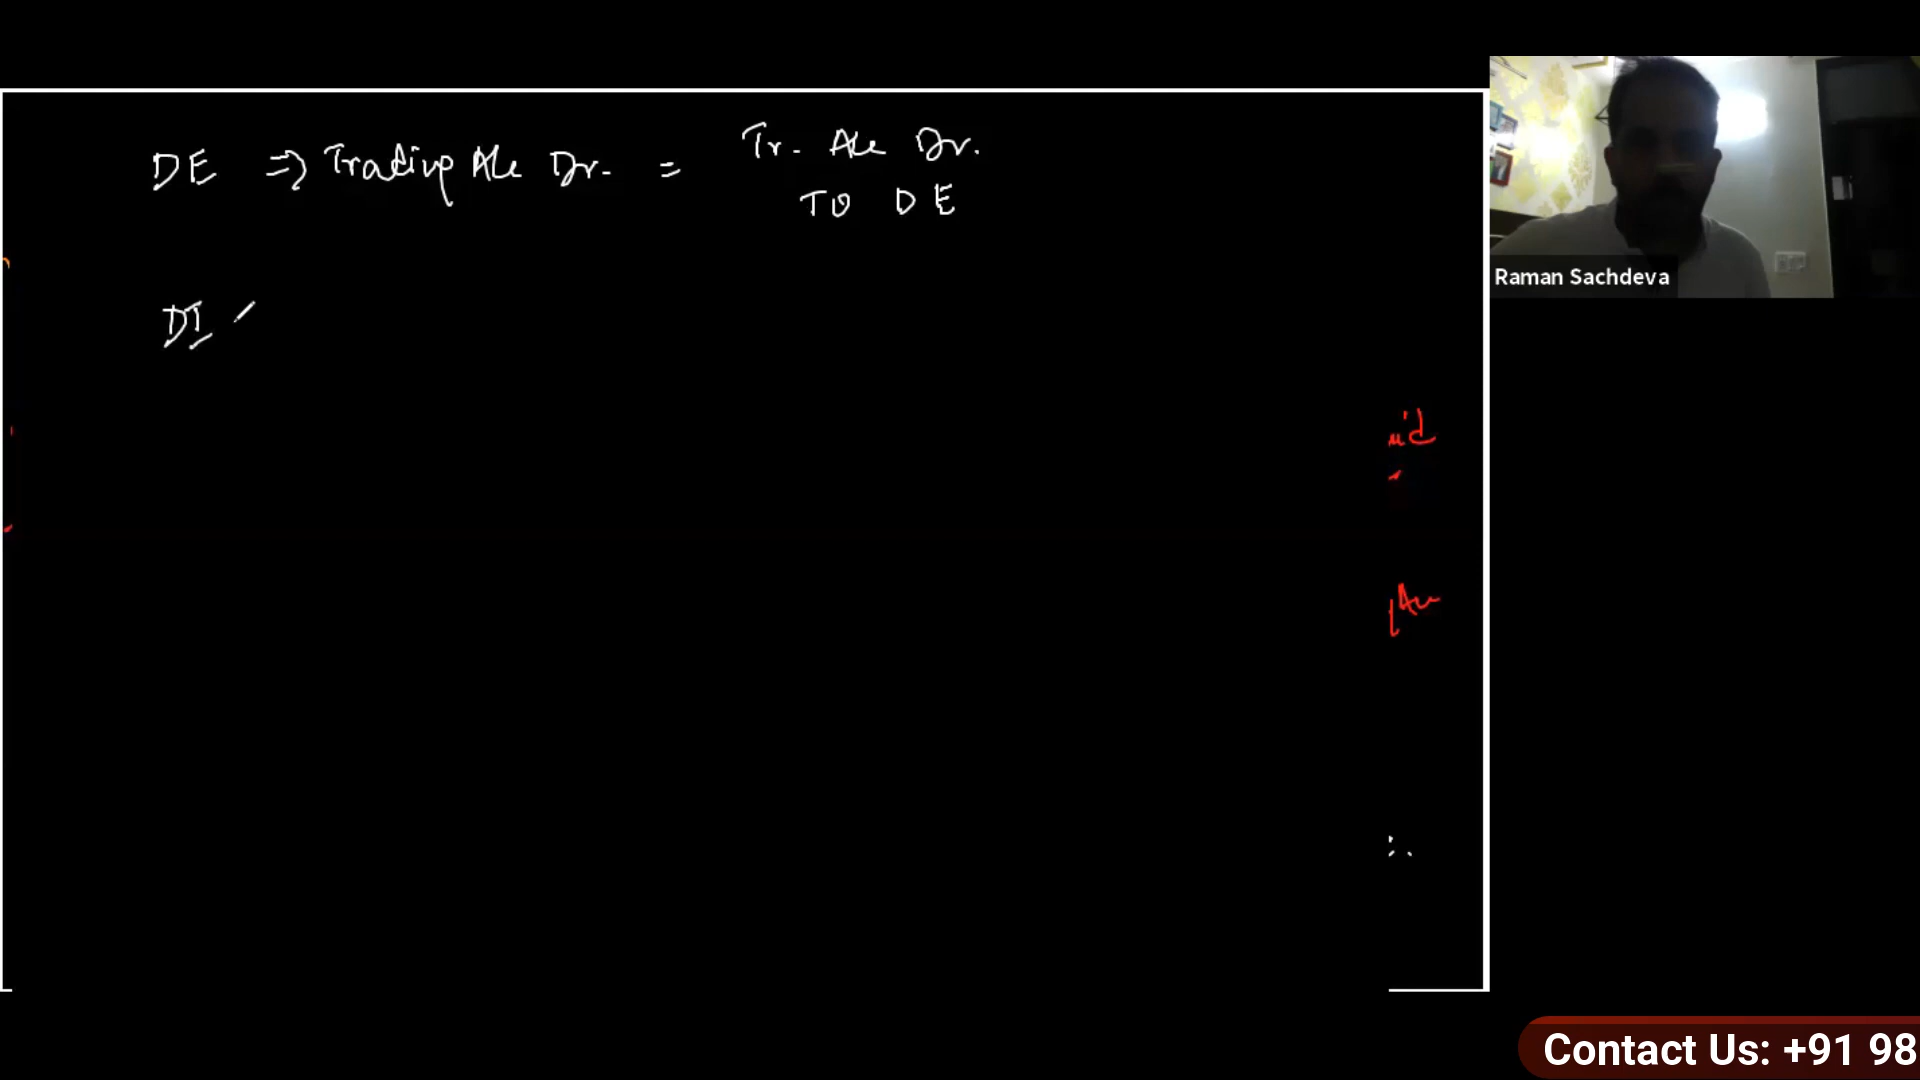 DE ⇒ Trading A/c Dr. = Tr. A/c Dr.
TO DE
DI
Raman Sachdeva
Contact Us: +91 98